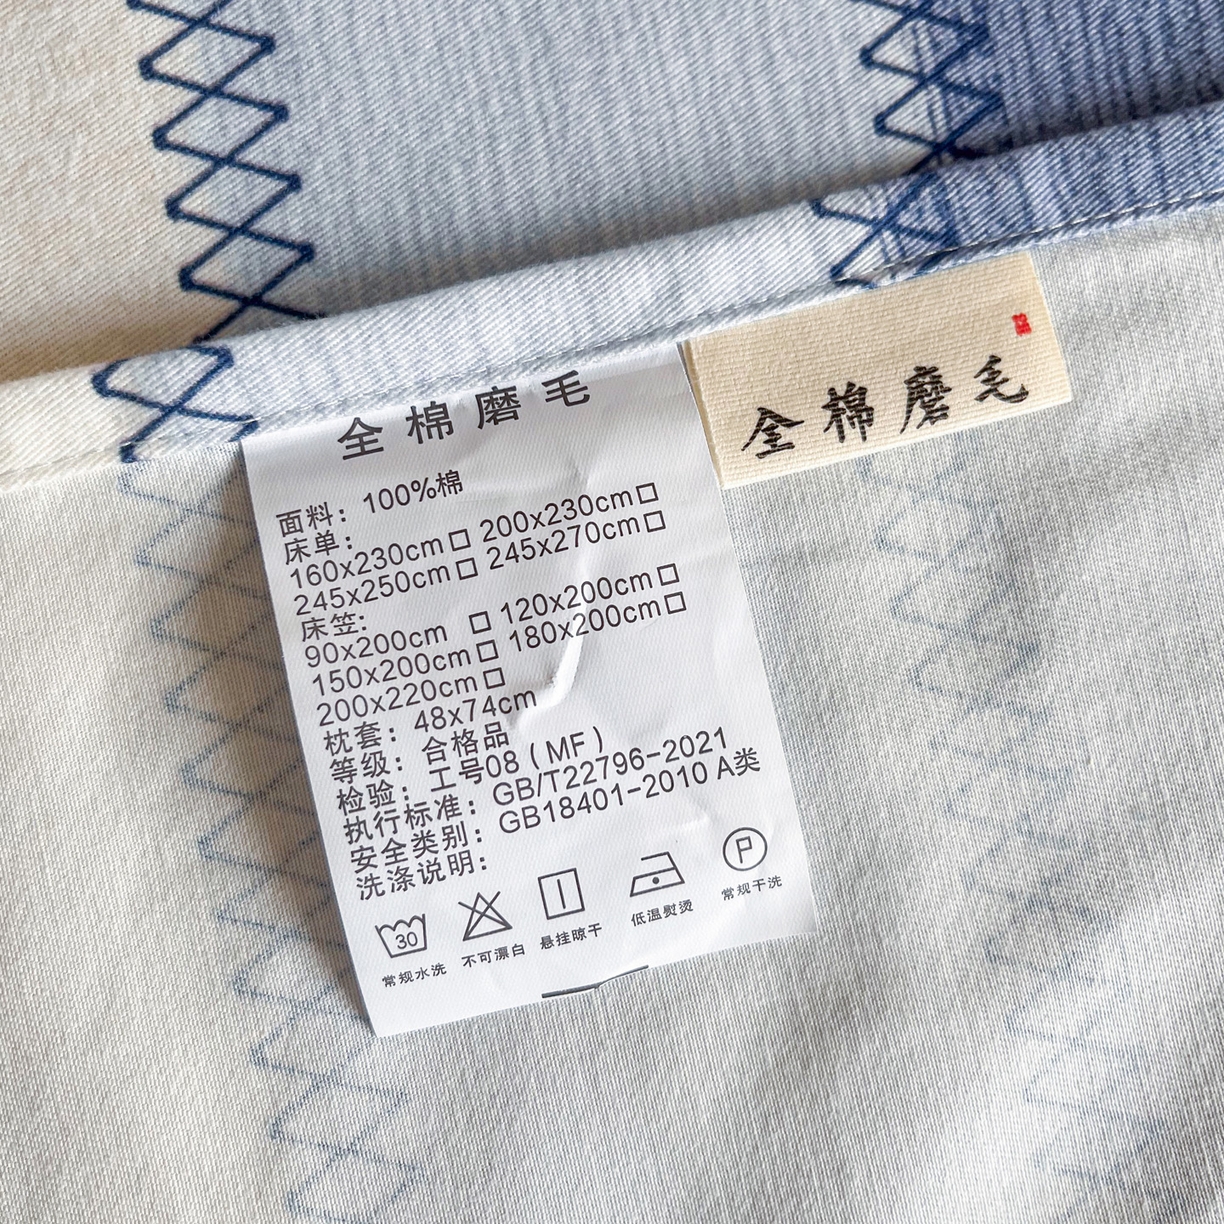 全棉磨毛
面料：100%棉
床单：
160x230cm□ 200x230cm□
245x250cm□ 245x270cm□
床笠:
90x200cm □ 120x200cm□
150x200cm□ 180x200cm□
200x220cm□
枕套：48x74cm
等级：合格品
检验：工号08（MF）
执行标准：GB/T22796-2021
安全类别：GB18401-2010 A类
洗涤说明：
30
P
常规水洗 不可漂白 悬挂晾干 低温熨烫 常规干洗
全棉磨毛